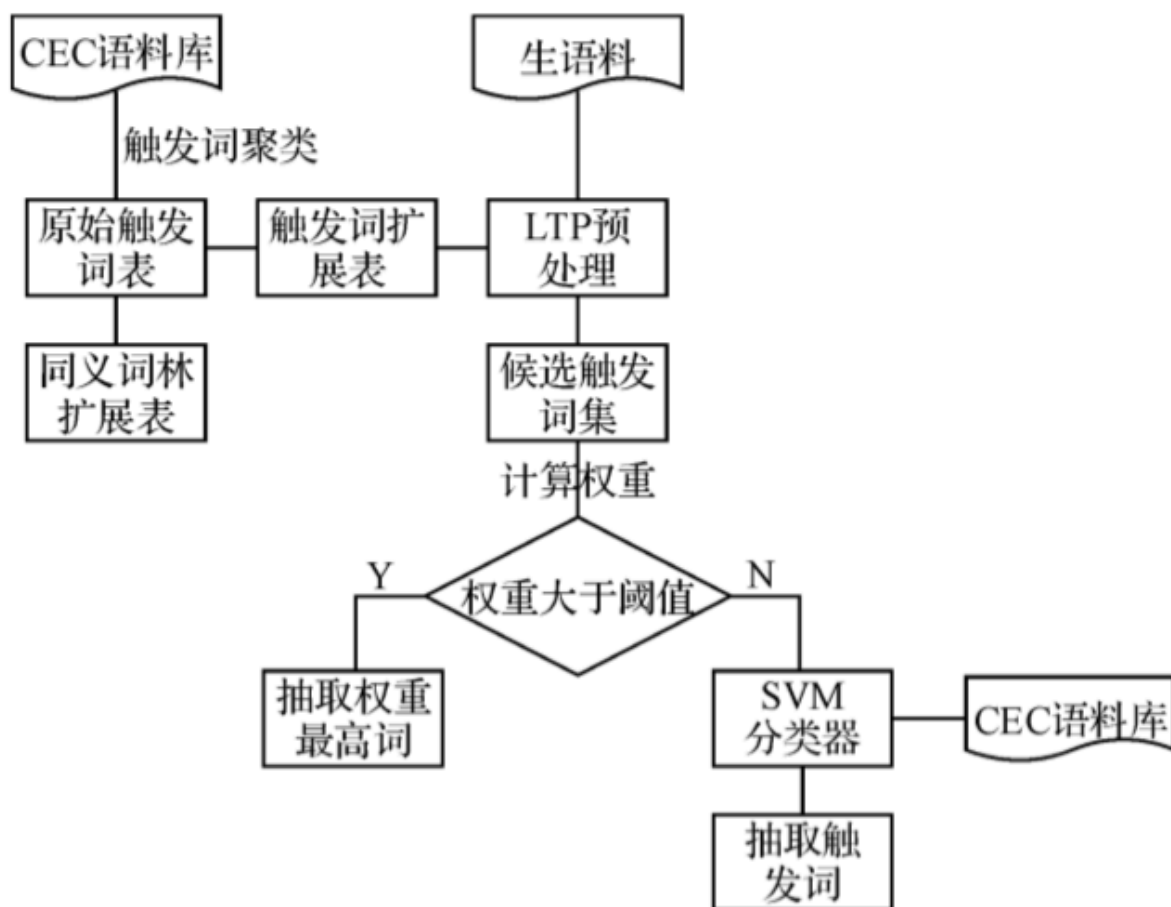 CEC语料库
生语料
触发词聚类
原始触发
词表
触发词扩
展表
LTP预
处理
同义词林
扩展表
候选触发
词集
计算权重
Y
权重大于阈值
N
抽取权重
最高词
SVM
分类器
CEC语料库
抽取触
发词